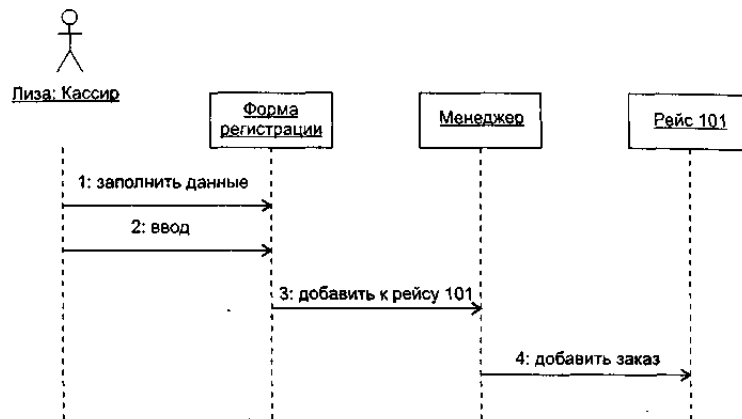 Лиза: Кассир
Форма
регистрации
Менеджер
Рейс 101
1: заполнить данные
2: ввод
3: добавить к рейсу 101
4: добавить заказ